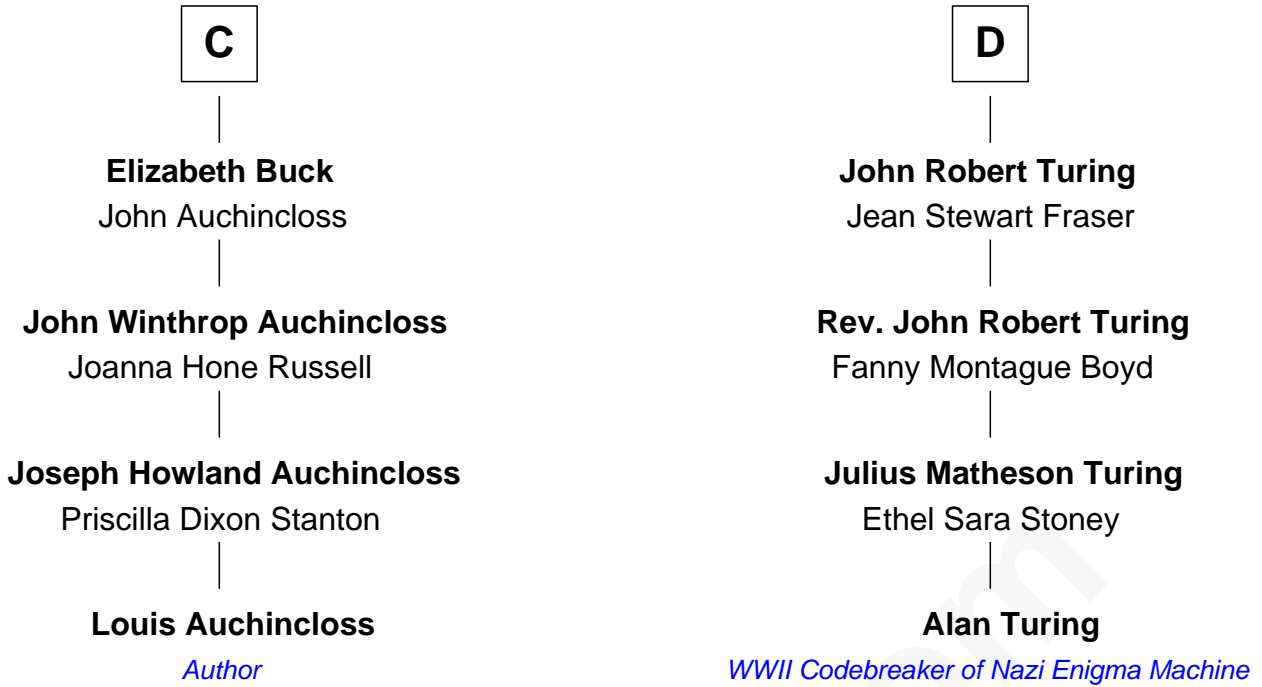 C
Elizabeth Buck
John Auchincloss
John Winthrop Auchincloss
Joanna Hone Russell
Joseph Howland Auchincloss
Priscilla Dixon Stanton
Louis Auchincloss
Author
D
John Robert Turing
Jean Stewart Fraser
Rev. John Robert Turing
Fanny Montague Boyd
Julius Matheson Turing
Ethel Sara Stoney
Alan Turing
WWII Codebreaker of Nazi Enigma Machine